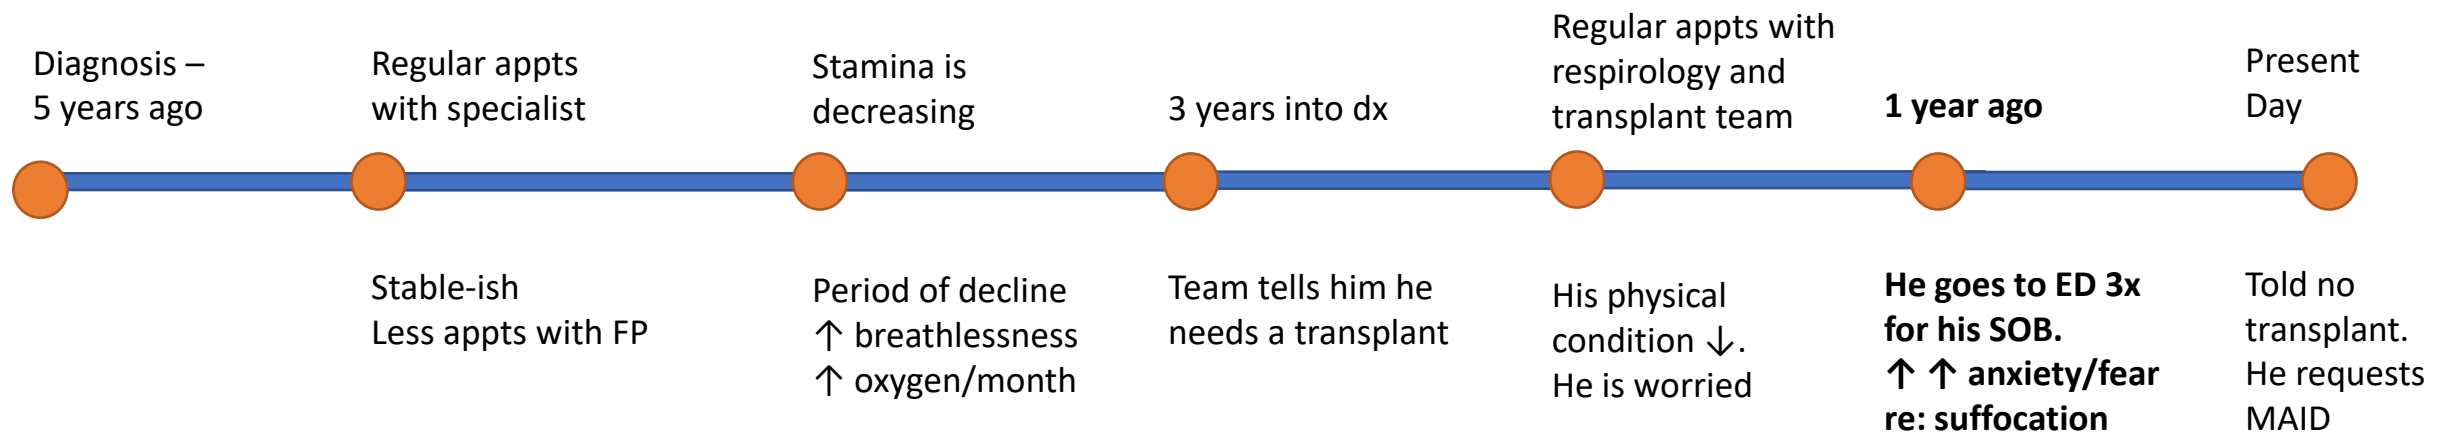 Diagnosis –
5 years ago
Regular appts
with specialist
Stable-ish
Less appts with FP
Stamina is
decreasing
Period of decline
↑ breathlessness
↑ oxygen/month
3 years into dx
Team tells him he
needs a transplant
Regular appts with
respirology and
transplant team
His physical
condition ↓.
He is worried
1 year ago
He goes to ED 3x
for his SOB.
↑ ↑ anxiety/fear
re: suffocation
Present
Day
Told no
transplant.
He requests
MAID